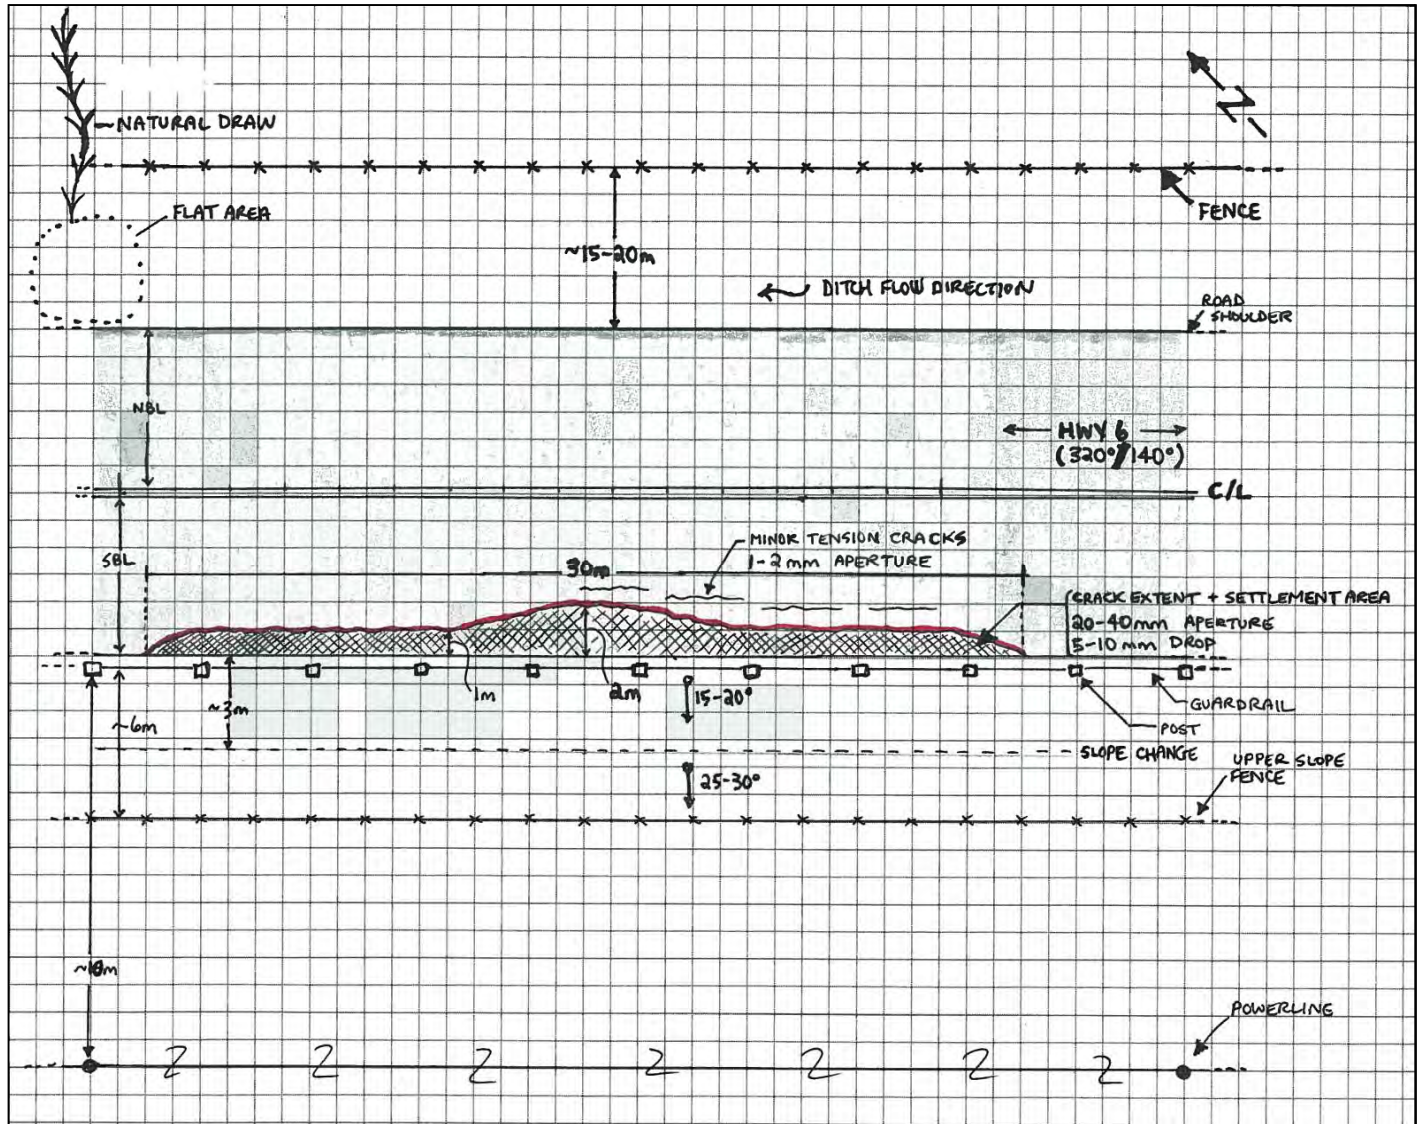 N
NATURAL DRAW
FENCE
FLAT AREA
~15-20m
DITCH FLOW DIRECTION
ROAD
SHOULDER
NBL
HWY 6
(320°/140°)
C/L
SBL
MINOR TENSION CRACKS
1-2mm APERTURE
30m
CRACK EXTENT + SETTLEMENT AREA
20-40mm APERTURE
5-10mm DROP
1m
2m
15-20°
GUARDRAIL
~3m
~6m
POST
SLOPE CHANGE
UPPER SLOPE
FENCE
25-30°
POWERLINE